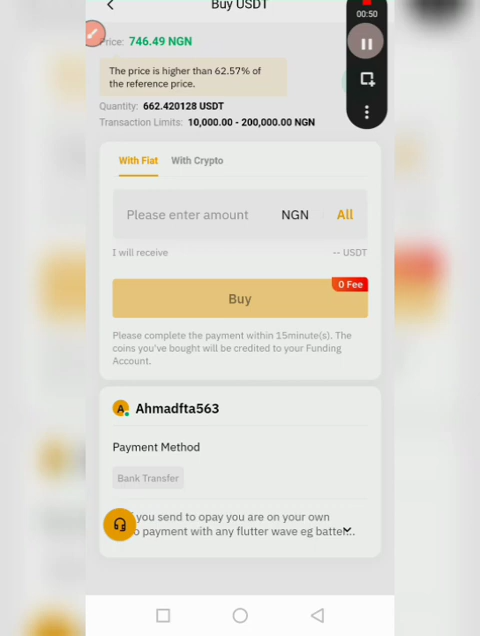 Buy USDT
00:50
Price: 746.49 NGN
The price is higher than 62.57% of
the reference price.
Quantity: 662.420128 USDT
Transaction Limits: 10,000.00 - 200,000.00 NGN
With Fiat With Crypto
Please enter amount NGN All
I will receive -- USDT
0 Fee
Buy
Please complete the payment within 15minute(s). The
coins you've bought will be credited to your Funding
Account.
A Ahmadfta563
Payment Method
Bank Transfer
you send to opay you are on your own
payment with any flutter wave eg batter...